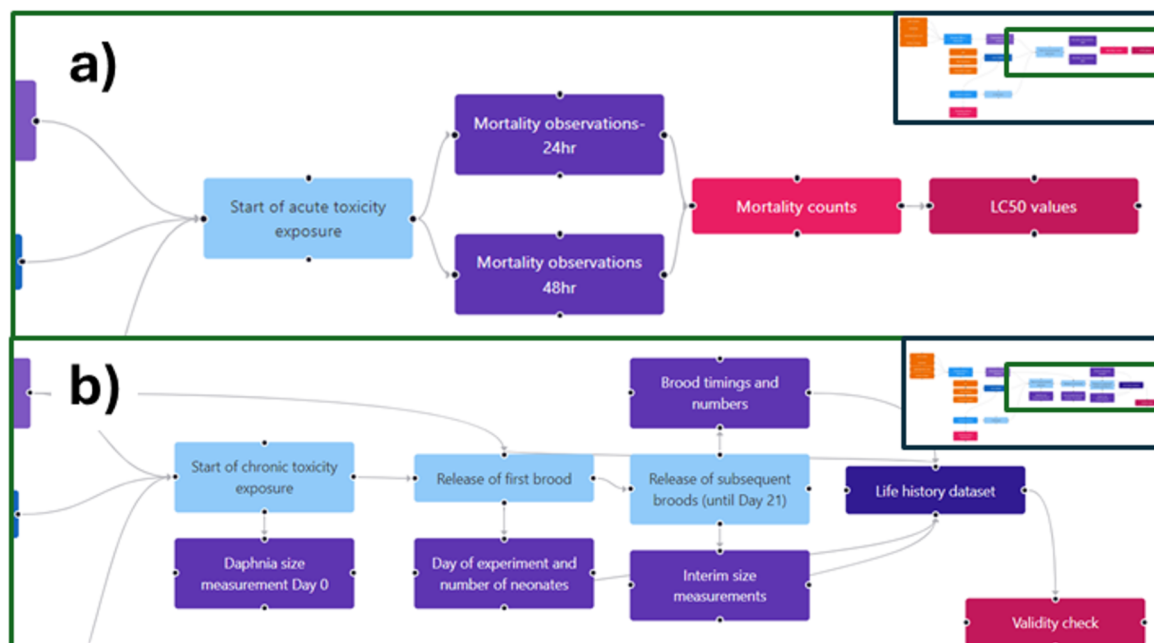 a)
Start of acute toxicity
exposure
Mortality observations-
24hr
Mortality observations
48hr
Mortality counts
LC50 values
b)
Start of chronic toxicity
exposure
Daphnia size
measurement Day 0
Release of first brood
Day of experiment and
number of neonates
Brood timings and
numbers
Release of subsequent
broods (until Day 21)
Interim size
measurements
Life history dataset
Validity check